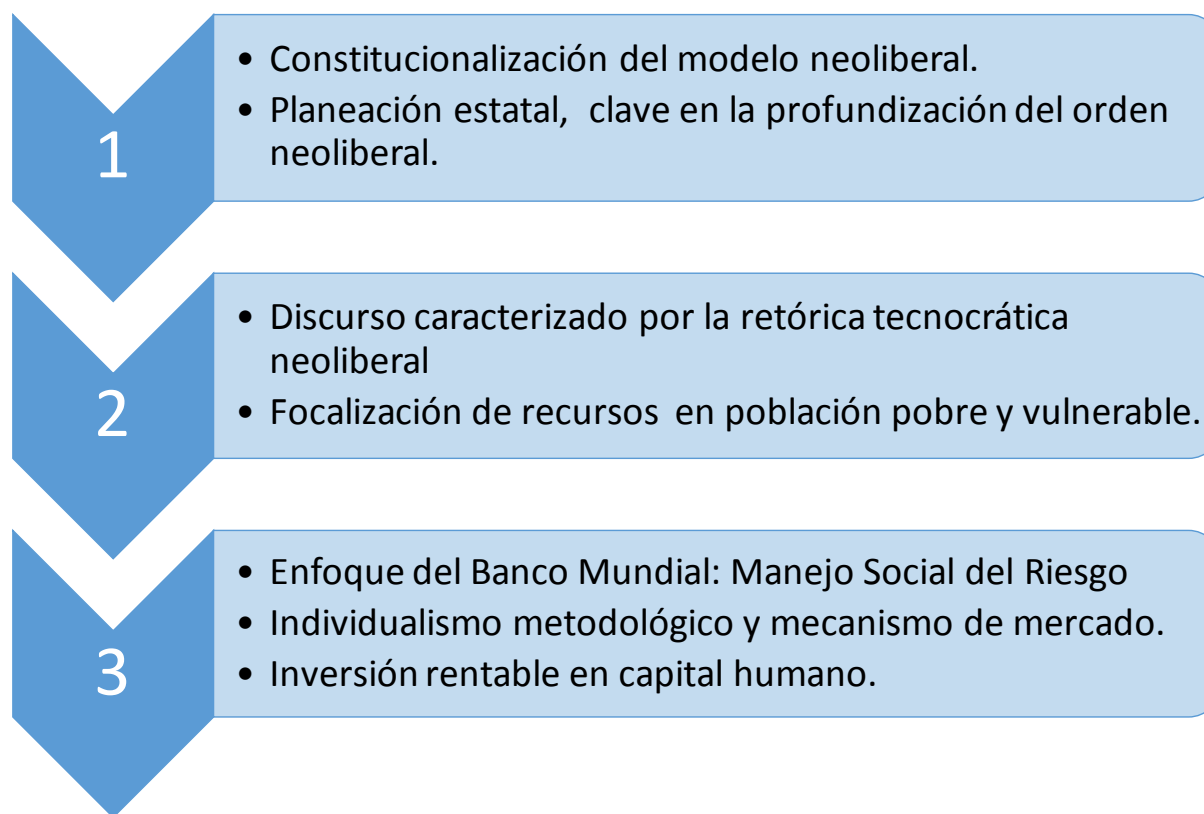 1
• Constitucionalización del modelo neoliberal.
• Planeación estatal, clave en la profundización del orden
neoliberal.
2
• Discurso caracterizado por la retórica tecnocrática
neoliberal
• Focalización de recursos en población pobre y vulnerable.
3
• Enfoque del Banco Mundial: Manejo Social del Riesgo
• Individualismo metodológico y mecanismo de mercado.
• Inversión rentable en capital humano.